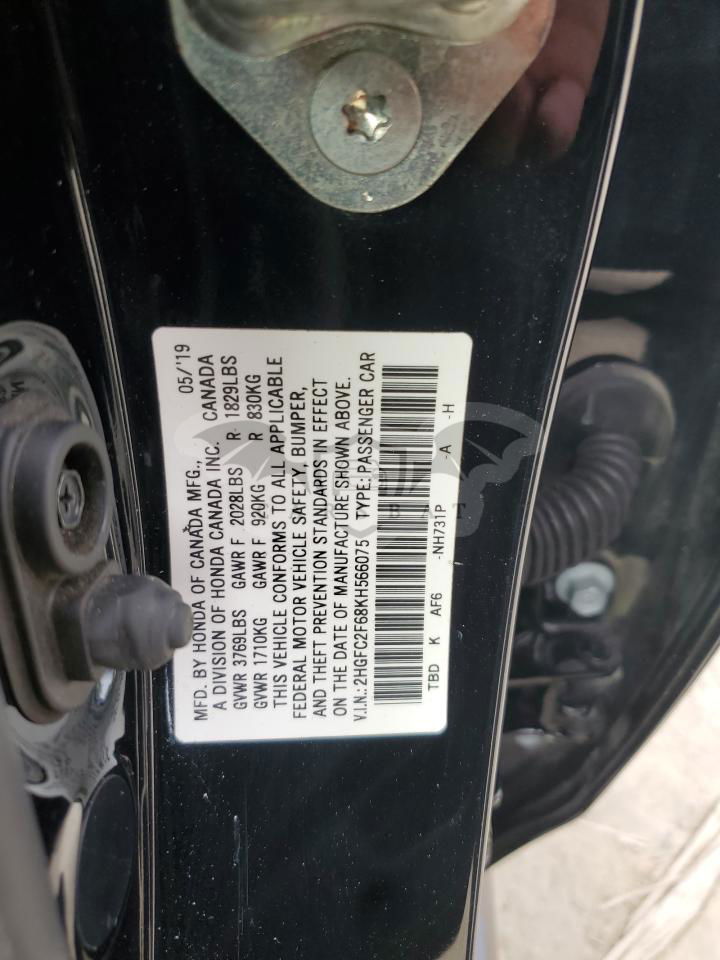 MFD. BY HONDA OF CANADA MFG., 05/'19
A DIVISION OF HONDA CANADA INC. CANADA
GVWR 3769LBS GAWR F 2028LBS R 1829LBS
GVWR 1710KG GAWR F 920KG R 830KG
THIS VEHICLE CONFORMS TO ALL APPLICABLE
FEDERAL MOTOR VEHICLE SAFETY, BUMPER,
AND THEFT PREVENTION STANDARDS IN EFFECT
ON THE DATE OF MANUFACTURE SHOWN ABOVE.
V.I.N.: 2HGFC2F68KH566075 TYPE: PASSENGER CAR
TBD K AF6 -NH731P -A -H